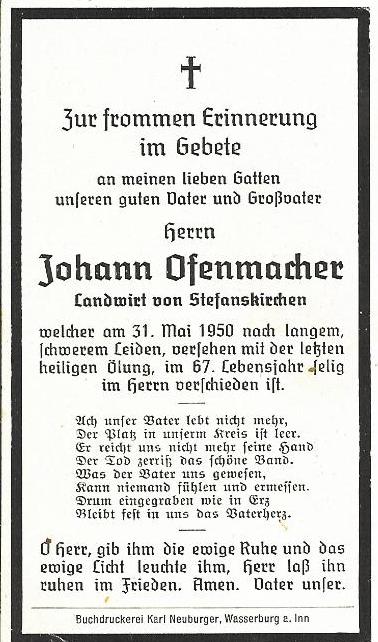 Zur frommen Erinnerung
im Gebete
an meinen lieben Gatten
unseren guten Vater und Großvater
Herrn
Johann Ofenmacher
Landwirt von Stefanskirchen
welcher am 31. Mai 1950 nach langem,
schwerem Leiden, versehen mit der letzten
heiligen Ölung, im 67. Lebensjahr selig
im Herrn verschieden ist.
Ach unser Vater lebt nicht mehr,
Der Platz in unserm Kreis ist leer.
Er reicht uns nicht mehr seine Hand
Der Tod zerriß das schöne Band.
Was der Vater uns gewesen,
Kann niemand fühlen und ermessen.
Drum eingegraben wie in Erz
Bleibt fest in uns das Vaterherz.
O Herr, gib ihm die ewige Ruhe und das
ewige Licht leuchte ihm, Herr laß ihn
ruhen im Frieden. Amen. Vater unser.
Buchdruckerei Karl Neuburger, Wasserburg a. Inn